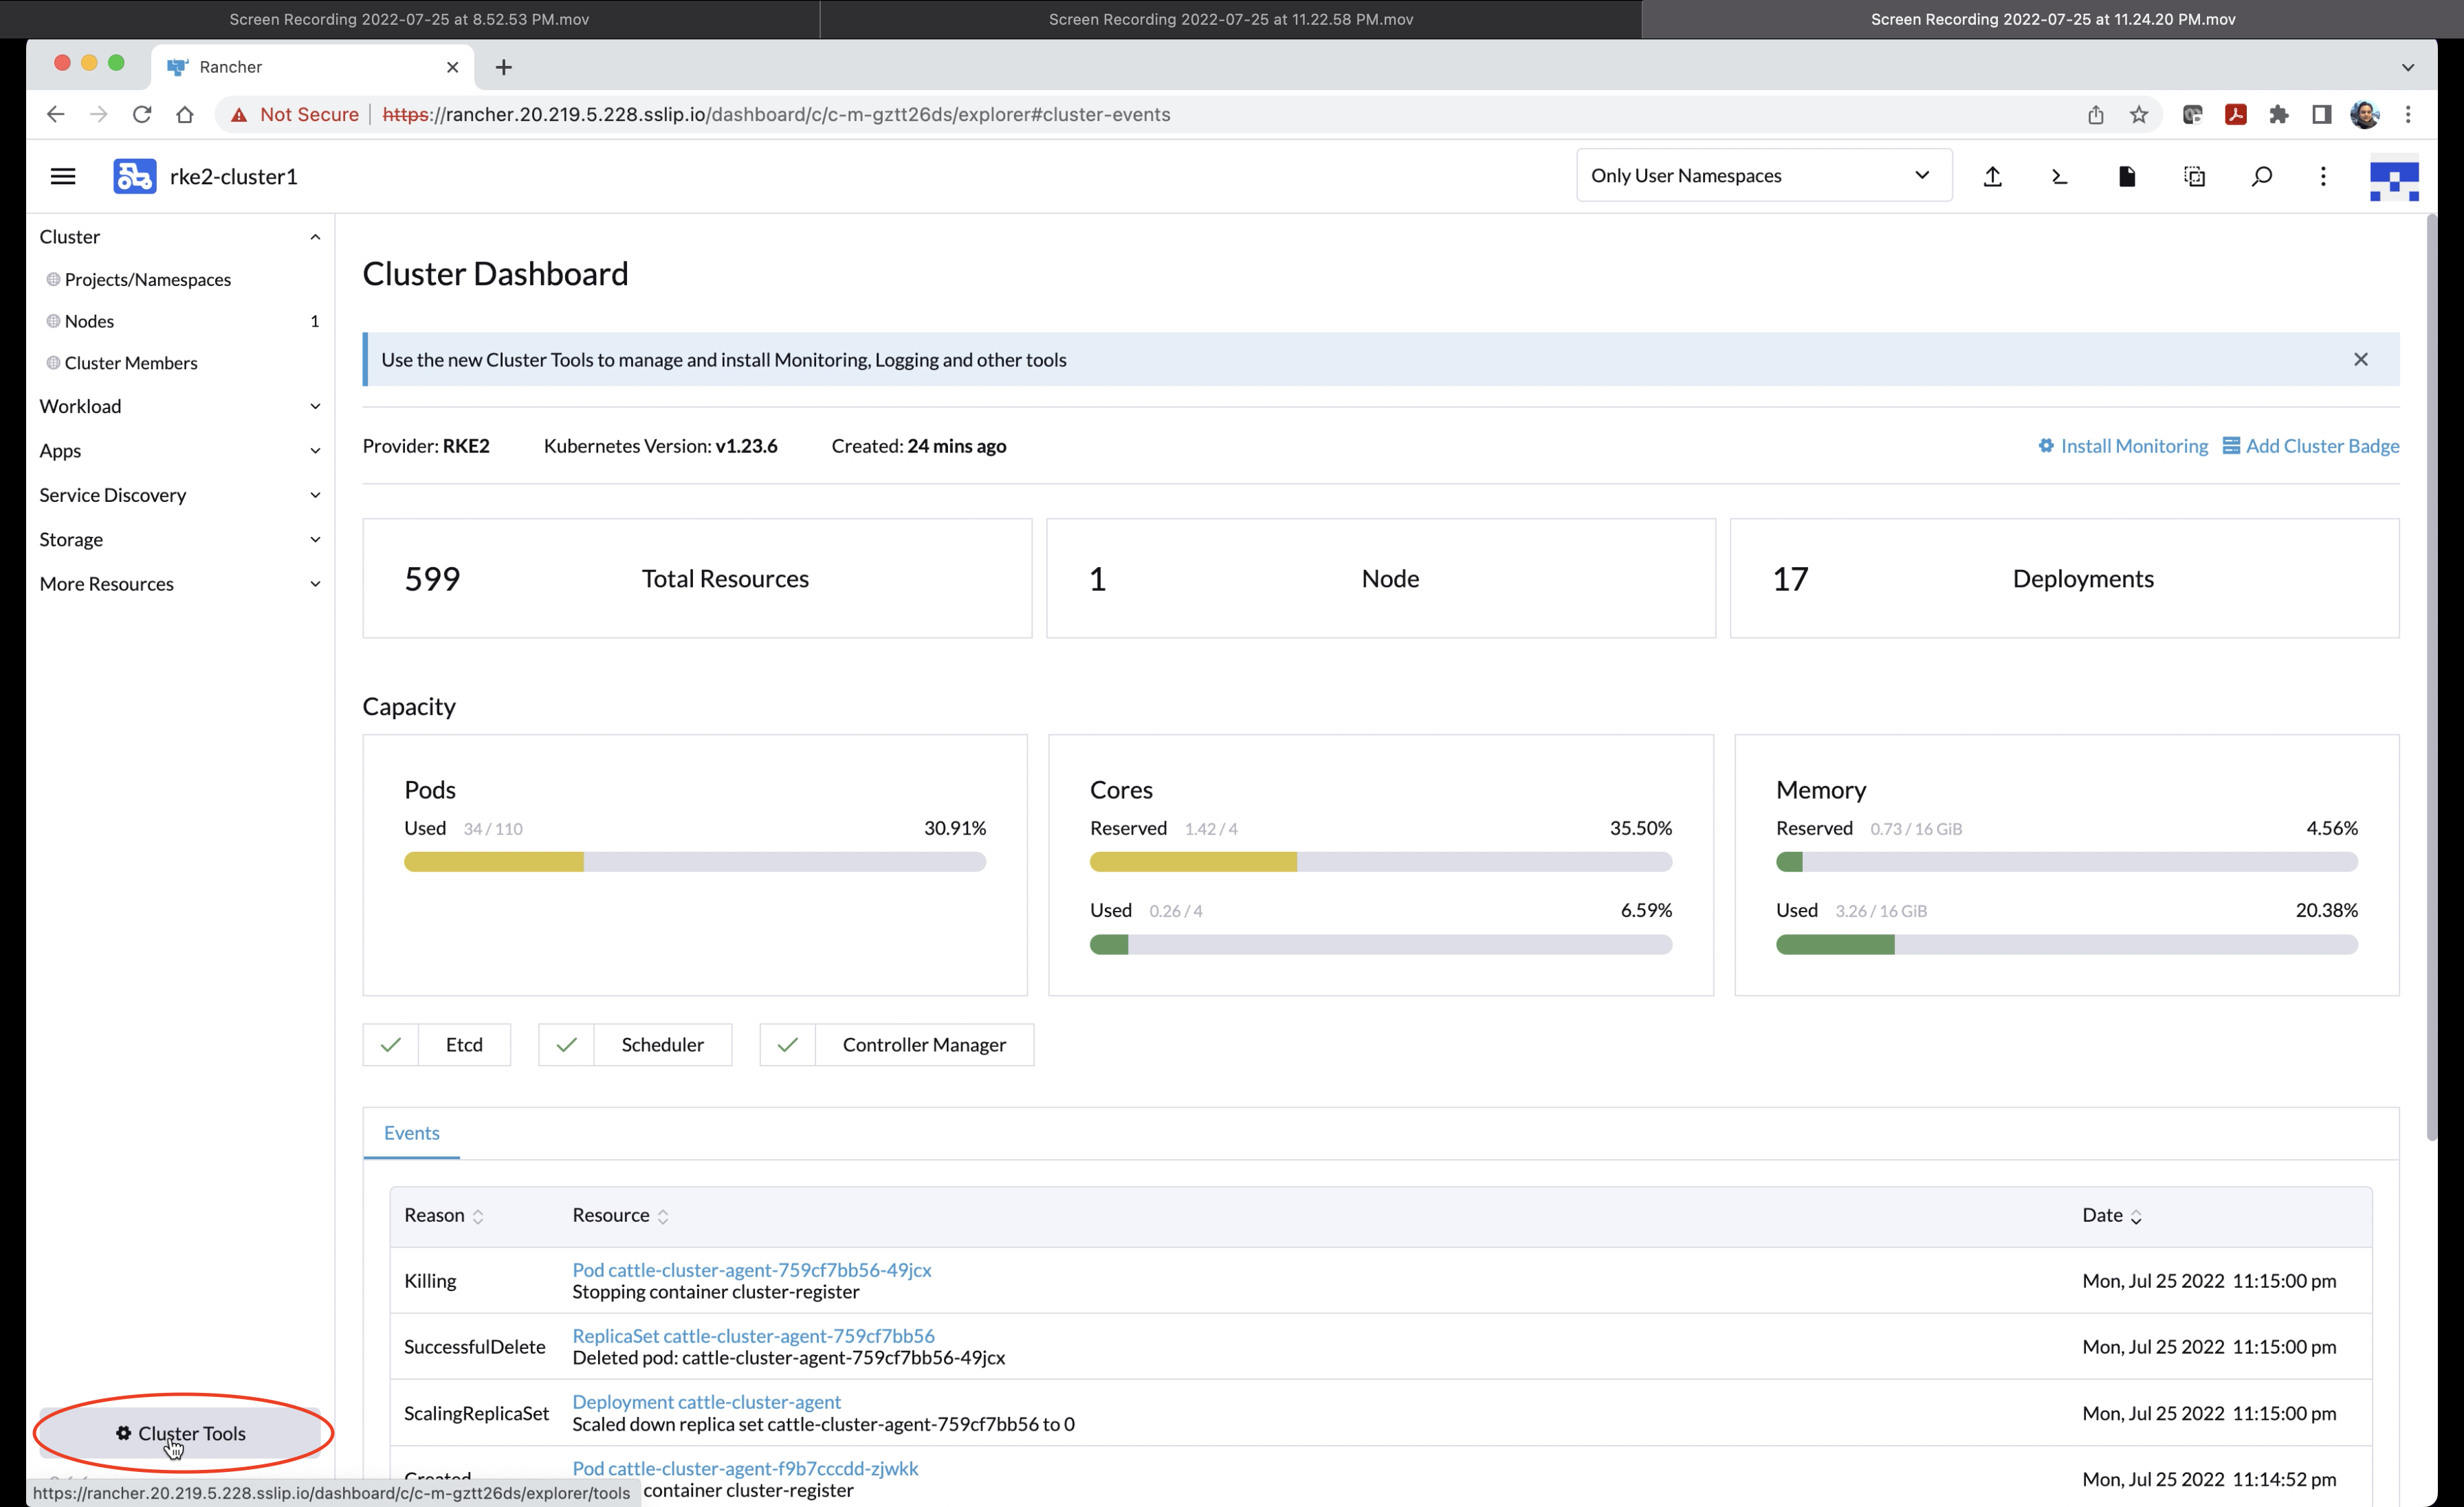 Screen Recording 2022-07-25 at 8.52.53 PM.mov
Screen Recording 2022-07-25 at 11.22.58 PM.mov
Screen Recording 2022-07-25 at 11.24.20 PM.mov
Rancher
Not Secure
https://rancher.20.219.5.228.sslip.io/dashboard/c/c-m-gztt26ds/explorer#cluster-events
rke2-cluster1
Only User Namespaces
Cluster
Projects/Namespaces
Nodes 1
Cluster Members
Workload
Apps
Service Discovery
Storage
More Resources
Cluster Tools
Cluster Dashboard
Use the new Cluster Tools to manage and install Monitoring, Logging and other tools
Provider: RKE2 Kubernetes Version: v1.23.6 Created: 24 mins ago
Install Monitoring Add Cluster Badge
599 Total Resources
1 Node
17 Deployments
Capacity
Pods
Used 34 / 110 30.91%
Cores
Reserved 1.42 / 4 35.50%
Used 0.26 / 4 6.59%
Memory
Reserved 0.73 / 16 GiB 4.56%
Used 3.26 / 16 GiB 20.38%
Etcd
Scheduler
Controller Manager
Events
Reason Resource Date
Killing Pod cattle-cluster-agent-759cf7bb56-49jcx Mon, Jul 25 2022 11:15:00 pm
Stopping container cluster-register
SuccessfulDelete ReplicaSet cattle-cluster-agent-759cf7bb56 Mon, Jul 25 2022 11:15:00 pm
Deleted pod: cattle-cluster-agent-759cf7bb56-49jcx
ScalingReplicaSet Deployment cattle-cluster-agent Mon, Jul 25 2022 11:15:00 pm
Scaled down replica set cattle-cluster-agent-759cf7bb56 to 0
Created Pod cattle-cluster-agent-f9b7cccdd-zjwkk Mon, Jul 25 2022 11:14:52 pm
container cluster-register
https://rancher.20.219.5.228.sslip.io/dashboard/c/c-m-gztt26ds/explorer/tools